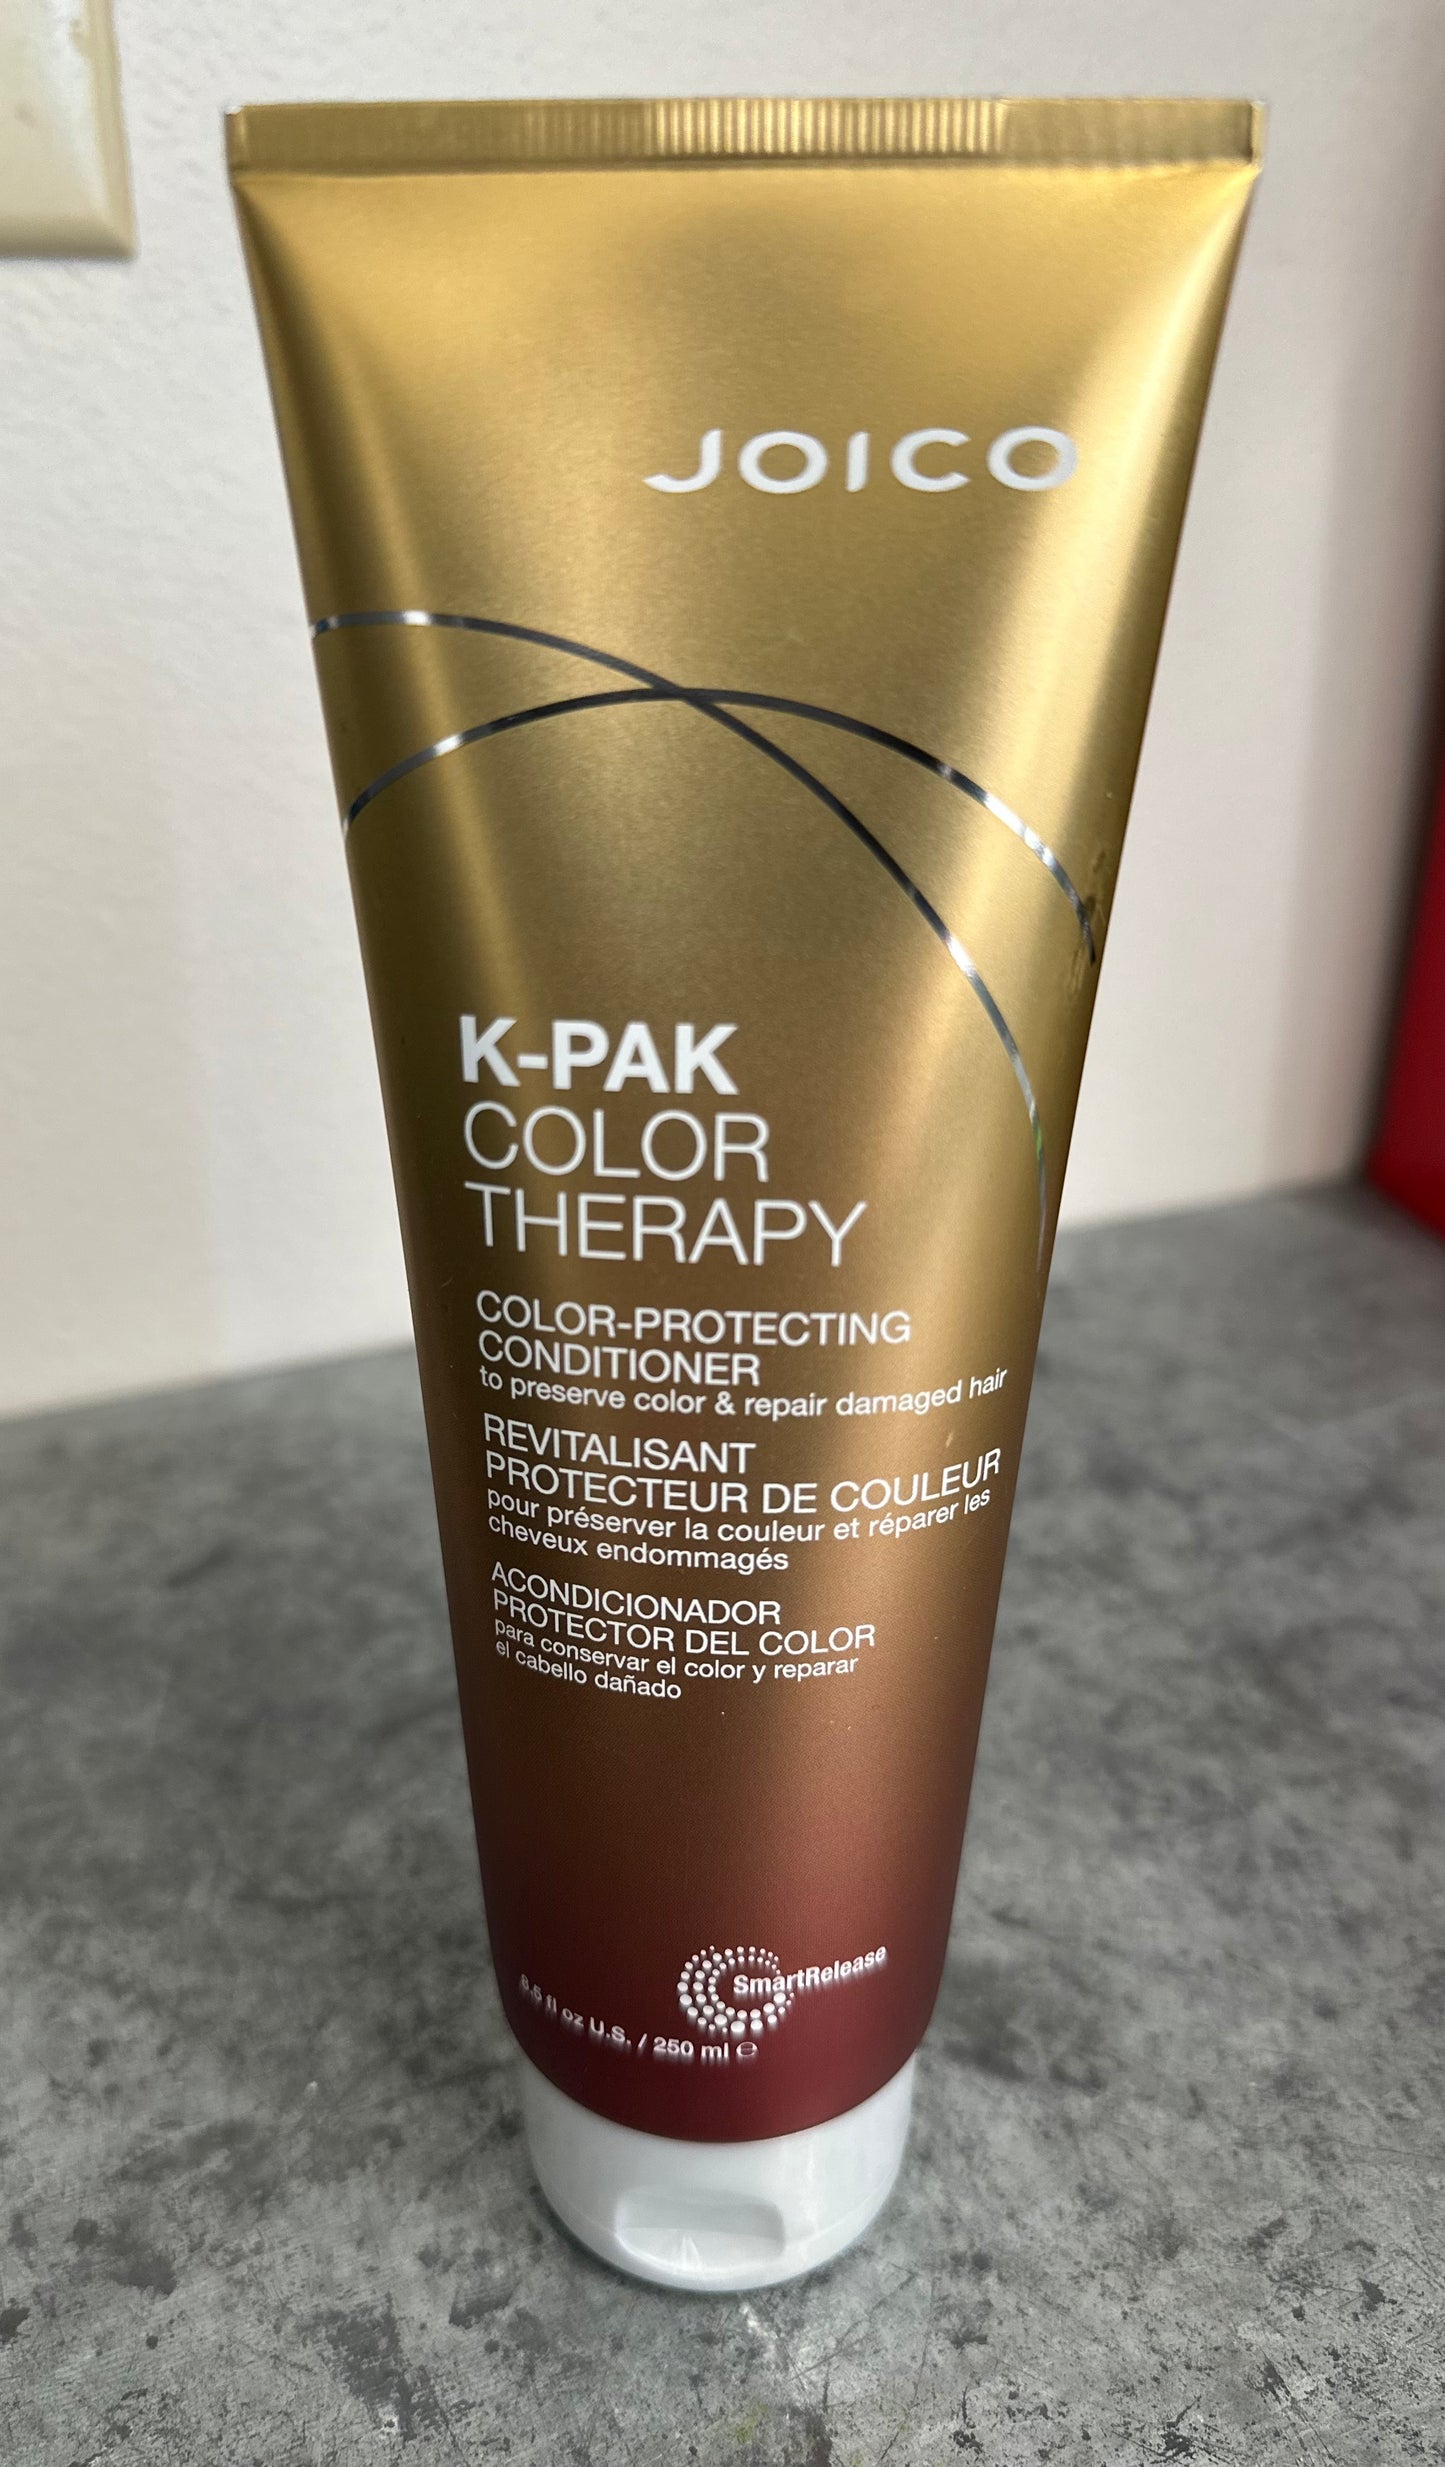 JOICO
K-PAK
COLOR
THERAPY
COLOR-PROTECTING
CONDITIONER
to preserve color & repair damaged hair
REVITALISANT
PROTECTEUR DE COULEUR
pour préserver la couleur et réparer les
cheveux endommagés
ACONDICIONADOR
PROTECTOR DEL COLOR
para conservar el color y reparar
el cabello dañado
SmartRelease
8.5 fl oz U.S. / 250 ml ℮